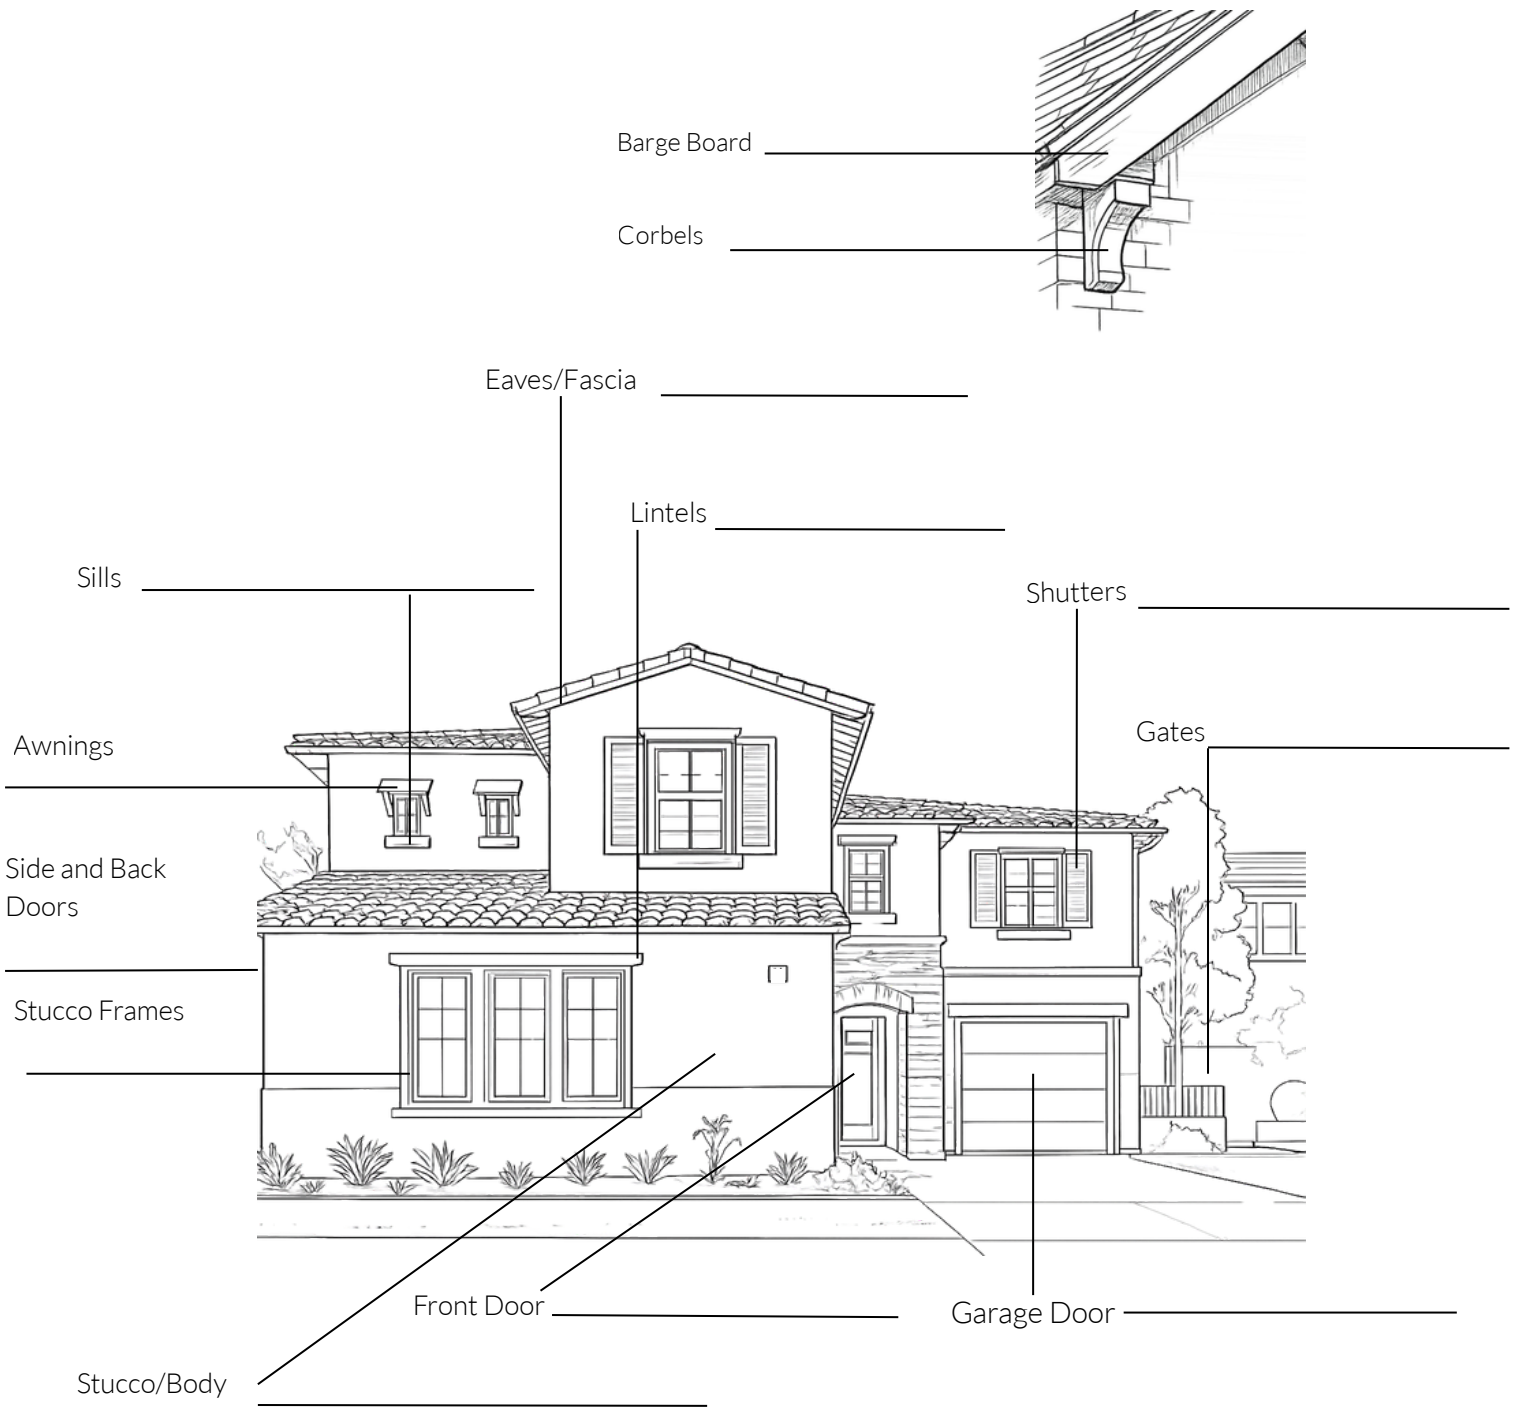 Barge Board
Corbels
Eaves/Fascia
Lintels
Sills
Shutters
Gates
Awnings
Side and Back
Doors
Stucco Frames
Front Door
Garage Door
Stucco/Body